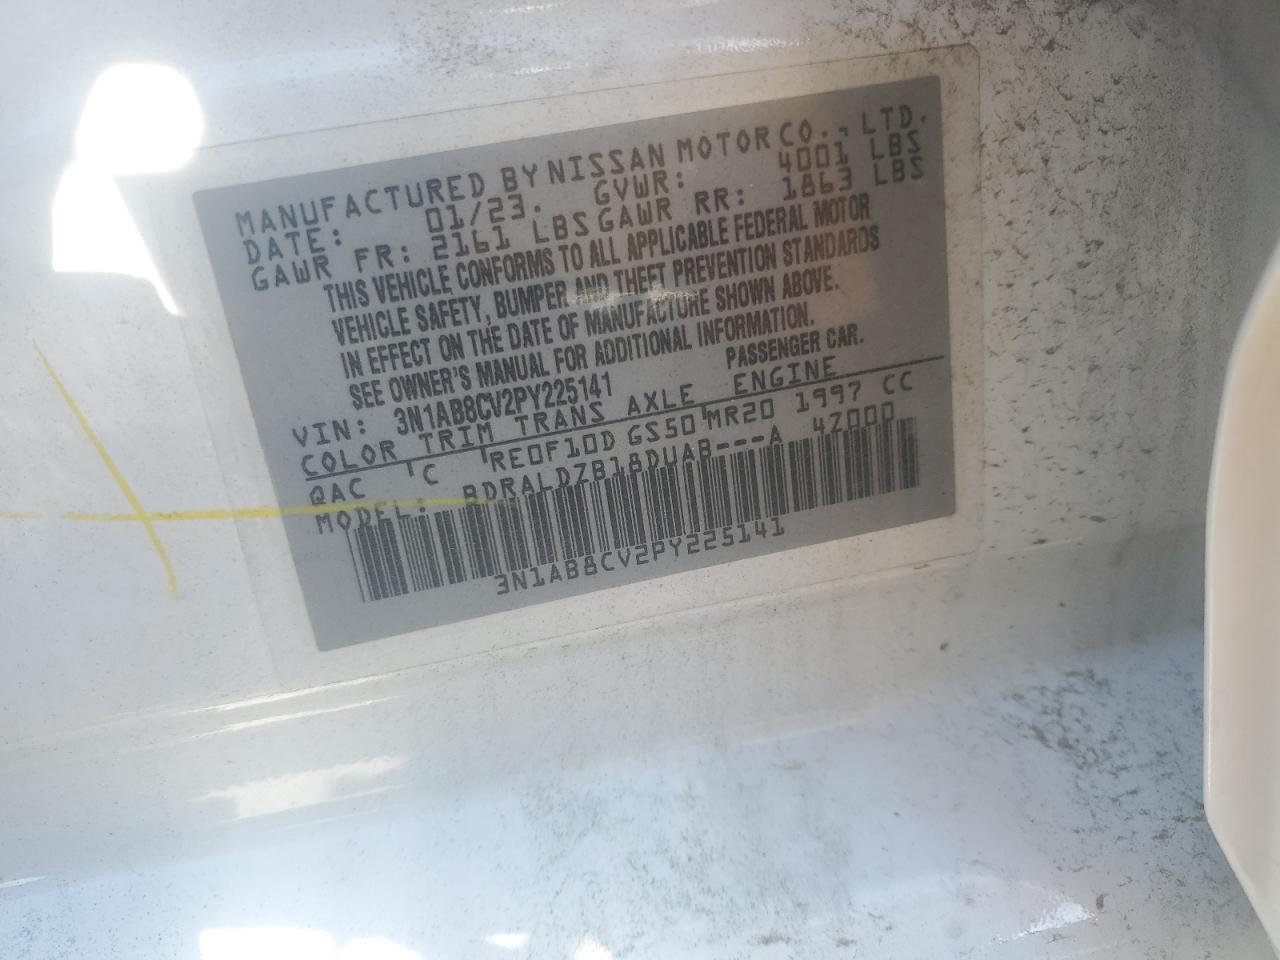 MANUFACTURED BY NISSAN MOTOR CO., LTD.
DATE: 01/23. GVWR: 4001 LBS
GAWR FR: 2161 LBS GAWR RR: 1863 LBS
THIS VEHICLE CONFORMS TO ALL APPLICABLE FEDERAL MOTOR
VEHICLE SAFETY, BUMPER AND THEFT PREVENTION STANDARDS
IN EFFECT ON THE DATE OF MANUFACTURE SHOWN ABOVE.
SEE OWNER'S MANUAL FOR ADDITIONAL INFORMATION.
VIN: 3N1AB8CV2PY225141 PASSENGER CAR.
COLOR TRIM TRANS AXLE ENGINE
QAC C RE0F10D GS50 MR20 1997 CC
MODEL: BDRALDZB18DUAB---A 4Z000
3N1AB8CV2PY225141